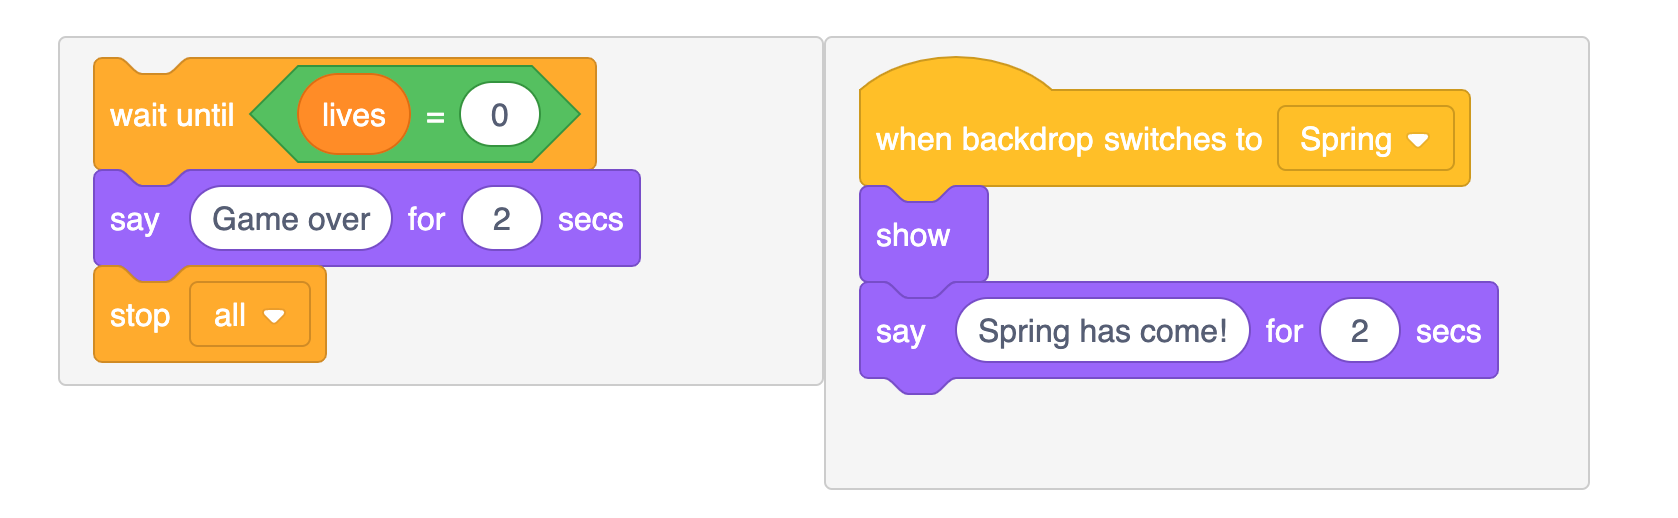 wait until lives = 0
say Game over for 2 secs
stop all
when backdrop switches to Spring
show
say Spring has come! for 2 secs